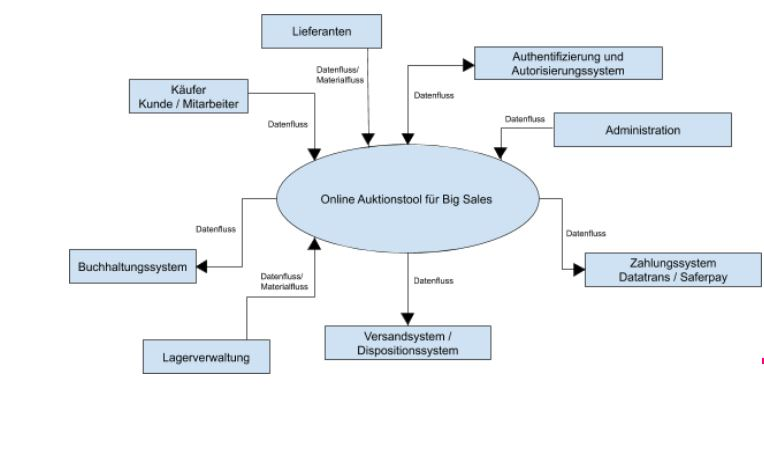 Lieferanten
Authentifizierung und
Autorisierungssystem
Datenfluss/
Materialfluss
Käufer
Kunde / Mitarbeiter
Datenfluss
Datenfluss
Datenfluss
Administration
Online Auktionstool für Big Sales
Datenfluss
Datenfluss
Buchhaltungssystem
Zahlungssystem
Datatrans / Saferpay
Datenfluss/
Materialfluss
Datenfluss
Versandsystem /
Dispositionssystem
Lagerverwaltung